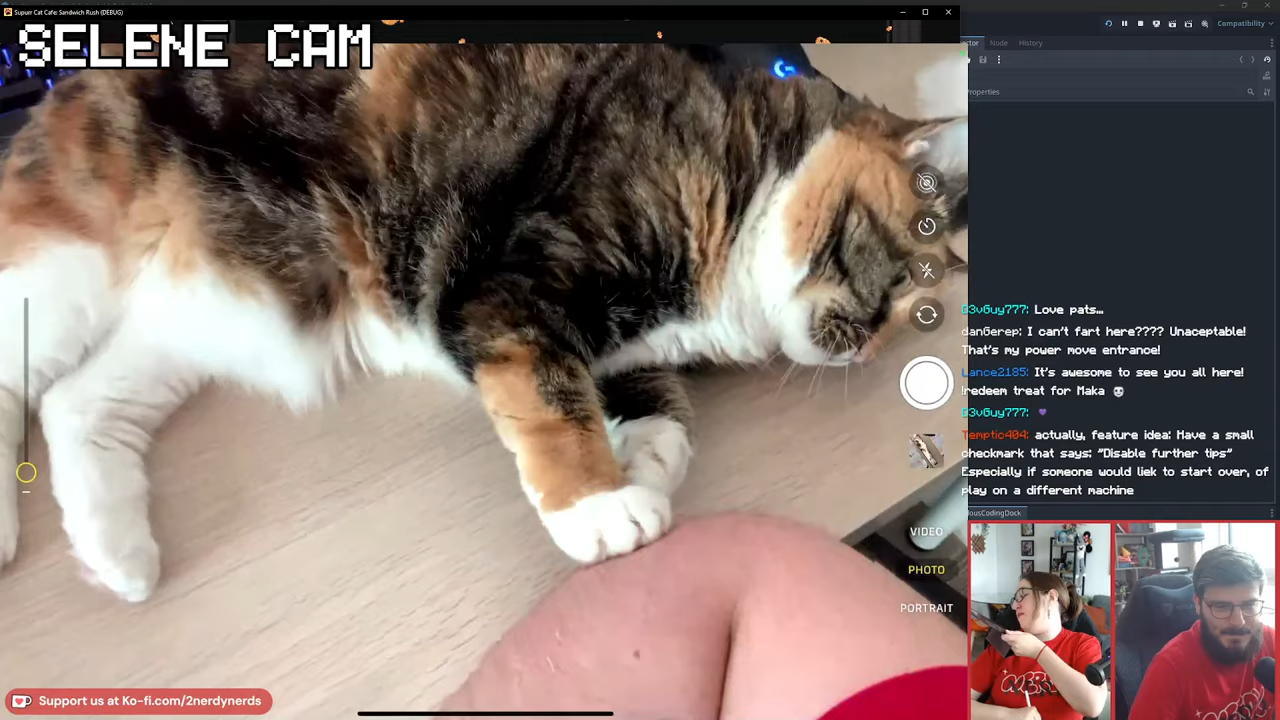 Supurr Cat Cafe: Sandwich Rush (DEBUG)
SELENE CAM
Compatibility
Node
History
Properties
D3vGuy777: Love pats...
danGerep: I can't fart here???? Unaceptable!
That's my power move entrance!
Lance2185: It's awesome to see you all here!
!redeem treat for Maka
D3vGuy777:
Temptic404: actually, feature idea: Have a small
checkmark that says: "Disable further tips"
Especially if someone would liek to start over, of
play on a different machine
VIDEO
PHOTO
PORTRAIT
Support us at Ko-fi.com/2nerdynerds